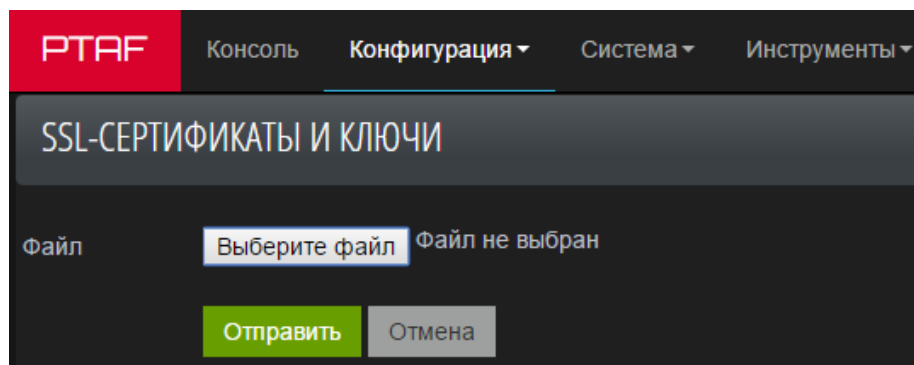 PTAF Консоль Конфигурация Система Инструменты
SSL-СЕРТИФИКАТЫ И КЛЮЧИ
Файл Выберите файл Файл не выбран
Отправить Отмена